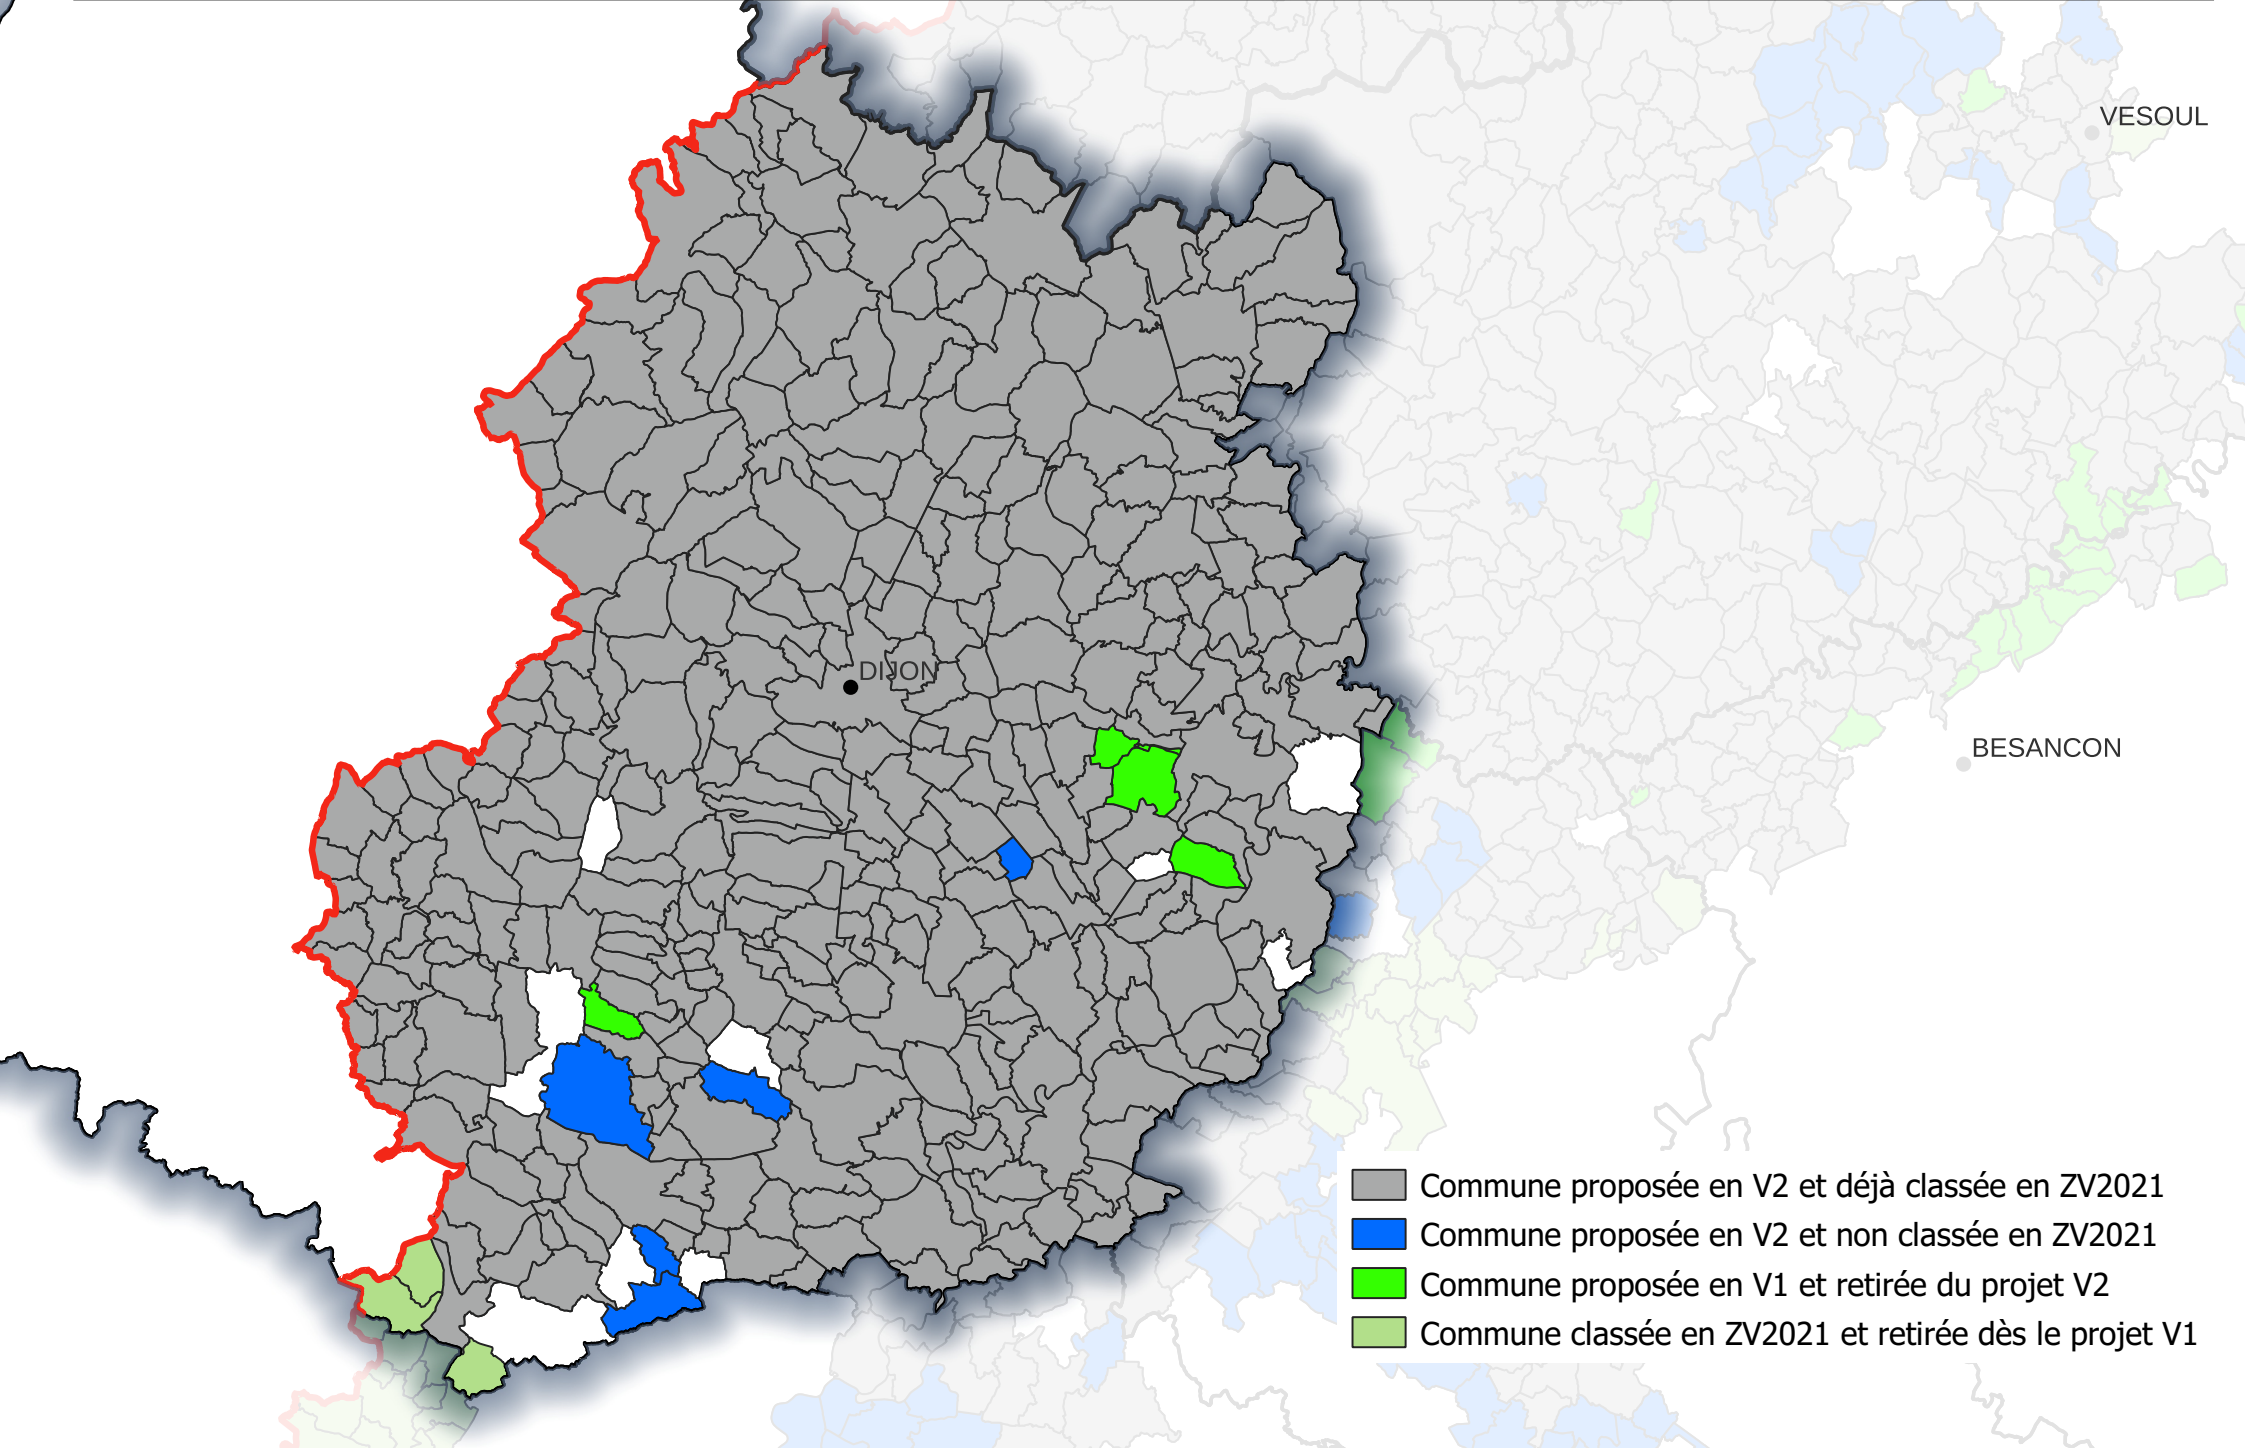 VESOUL
DIJON
BESANCON
Commune proposée en V2 et déjà classée en ZV2021
Commune proposée en V2 et non classée en ZV2021
Commune proposée en V1 et retirée du projet V2
Commune classée en ZV2021 et retirée dès le projet V1